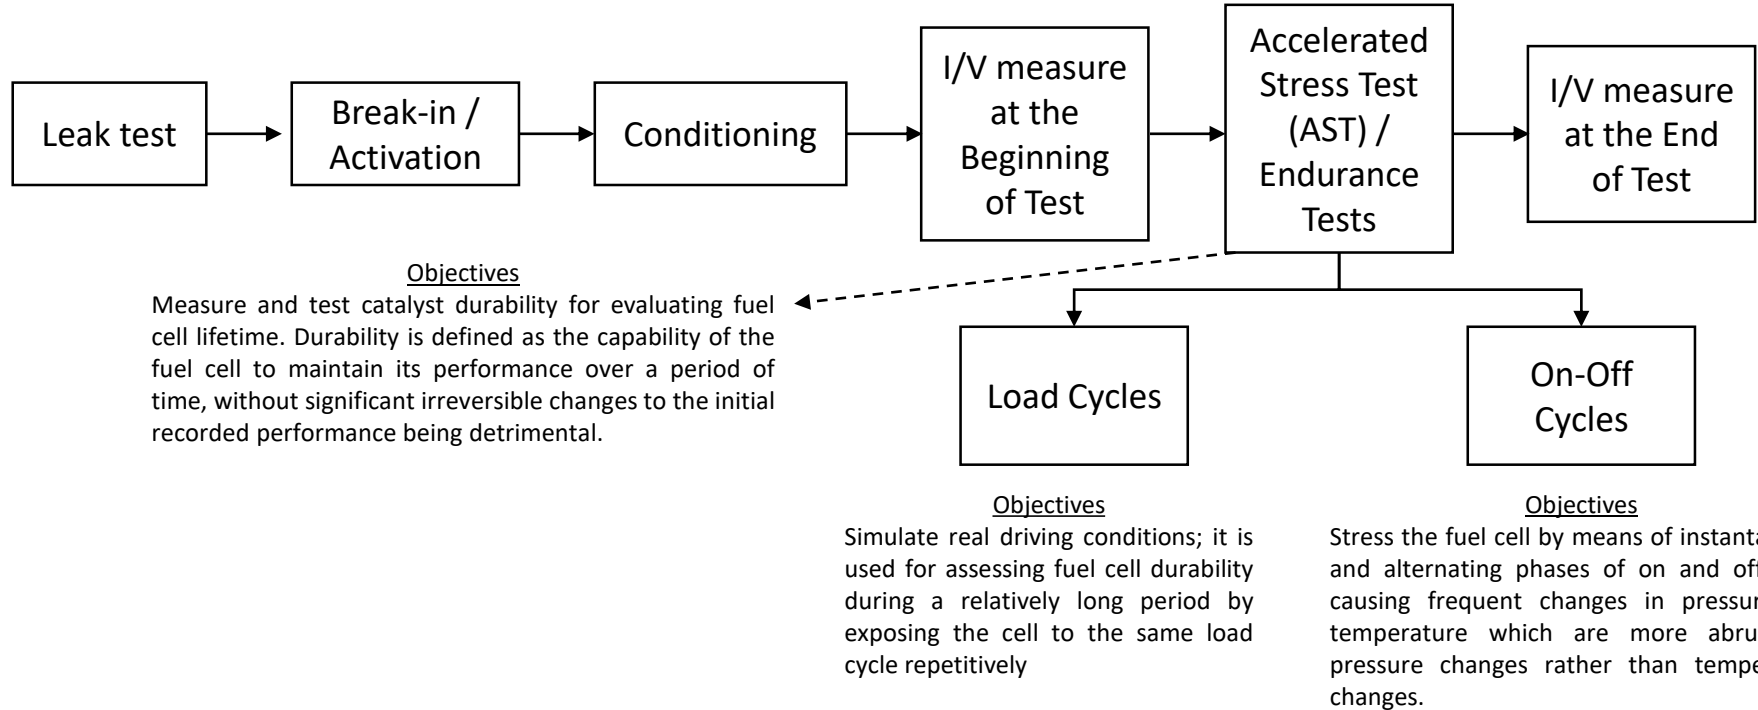 Leak test
Break-in /
Activation
Conditioning
I/V measure
at the
Beginning
of Test
Accelerated
Stress Test
(AST) /
Endurance
Tests
I/V measure
at the End
of Test
Objectives
Measure and test catalyst durability for evaluating fuel
cell lifetime. Durability is defined as the capability of the
fuel cell to maintain its performance over a period of
time, without significant irreversible changes to the initial
recorded performance being detrimental.
Load Cycles
On-Off
Cycles
Objectives
Simulate real driving conditions; it is
used for assessing fuel cell durability
during a relatively long period by
exposing the cell to the same load
cycle repetitively
Objectives
Stress the fuel cell by means of
and alternating phases of on and off
causing frequent changes in
temperature which are more
pressure changes rather than
changes.